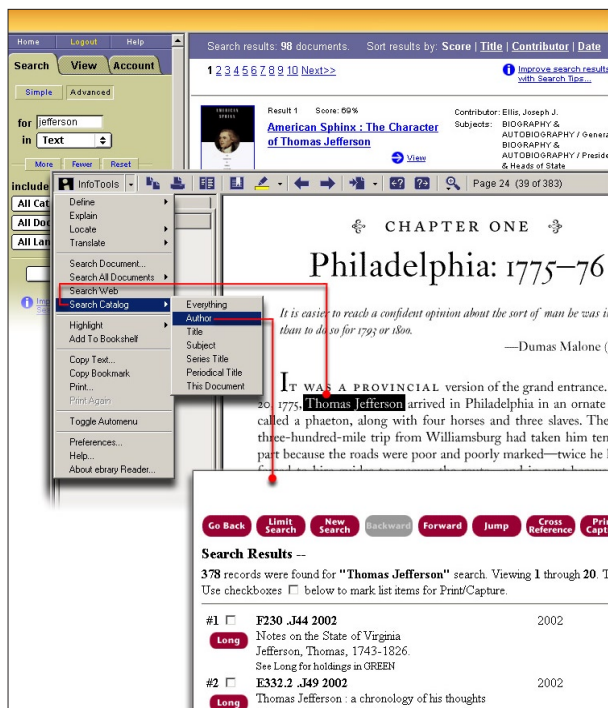 Home Logout Help
Search View Account
Simple Advanced
for jefferson
in Text
More Fewer Reset
include
All Cat
All Doc
All Lan
Search results: 98 documents. Sort results by: Score | Title | Contributor | Date
1 2 3 4 5 6 7 8 9 10 Next>>
Improve search results
with Search Tips...
Result 1 Score: 69%
American Sphinx : The Character
of Thomas Jefferson
View
Contributor: Ellis, Joseph J.
Subjects: BIOGRAPHY &
AUTOBIOGRAPHY / Genera
BIOGRAPHY &
AUTOBIOGRAPHY / Preside
& Heads of State
InfoTools
Page 24 (39 of 383)
Define
Explain
Locate
Translate
Search Document...
Search All Documents
Search Web
Search Catalog
Highlight
Add To Bookshelf
Copy Text...
Copy Bookmark
Print...
Print Again
Toggle Automenu
Preferences...
Help...
About ebrary Reader...
Everything
Author
Title
Subject
Series Title
Periodical Title
This Document
CHAPTER ONE
Philadelphia: 1775–76
It is easier to reach a confident opinion about the sort of man he was i
than to do so for 1793 or 1800.
—Dumas Malone (
IT WAS A PROVINCIAL version of the grand entrance.
20, 1775, Thomas Jefferson arrived in Philadelphia in an ornate
called a phaeton, along with four horses and three slaves. The
three-hundred-mile trip from Williamsburg had taken him ten
part because the roads were poor and poorly marked—twice he
Go Back Limit Search New Search Backward Forward Jump Cross Reference Pri Capt
Search Results --
378 records were found for "Thomas Jefferson" search. Viewing 1 through 20. T
Use checkboxes below to mark list items for Print/Capture.
#1 F230 .J44 2002 2002
Long Notes on the State of Virginia
Jefferson, Thomas, 1743-1826.
See Long for holdings in GREEN
#2 E332.2 .J49 2002 2002
Long Thomas Jefferson : a chronology of his thoughts